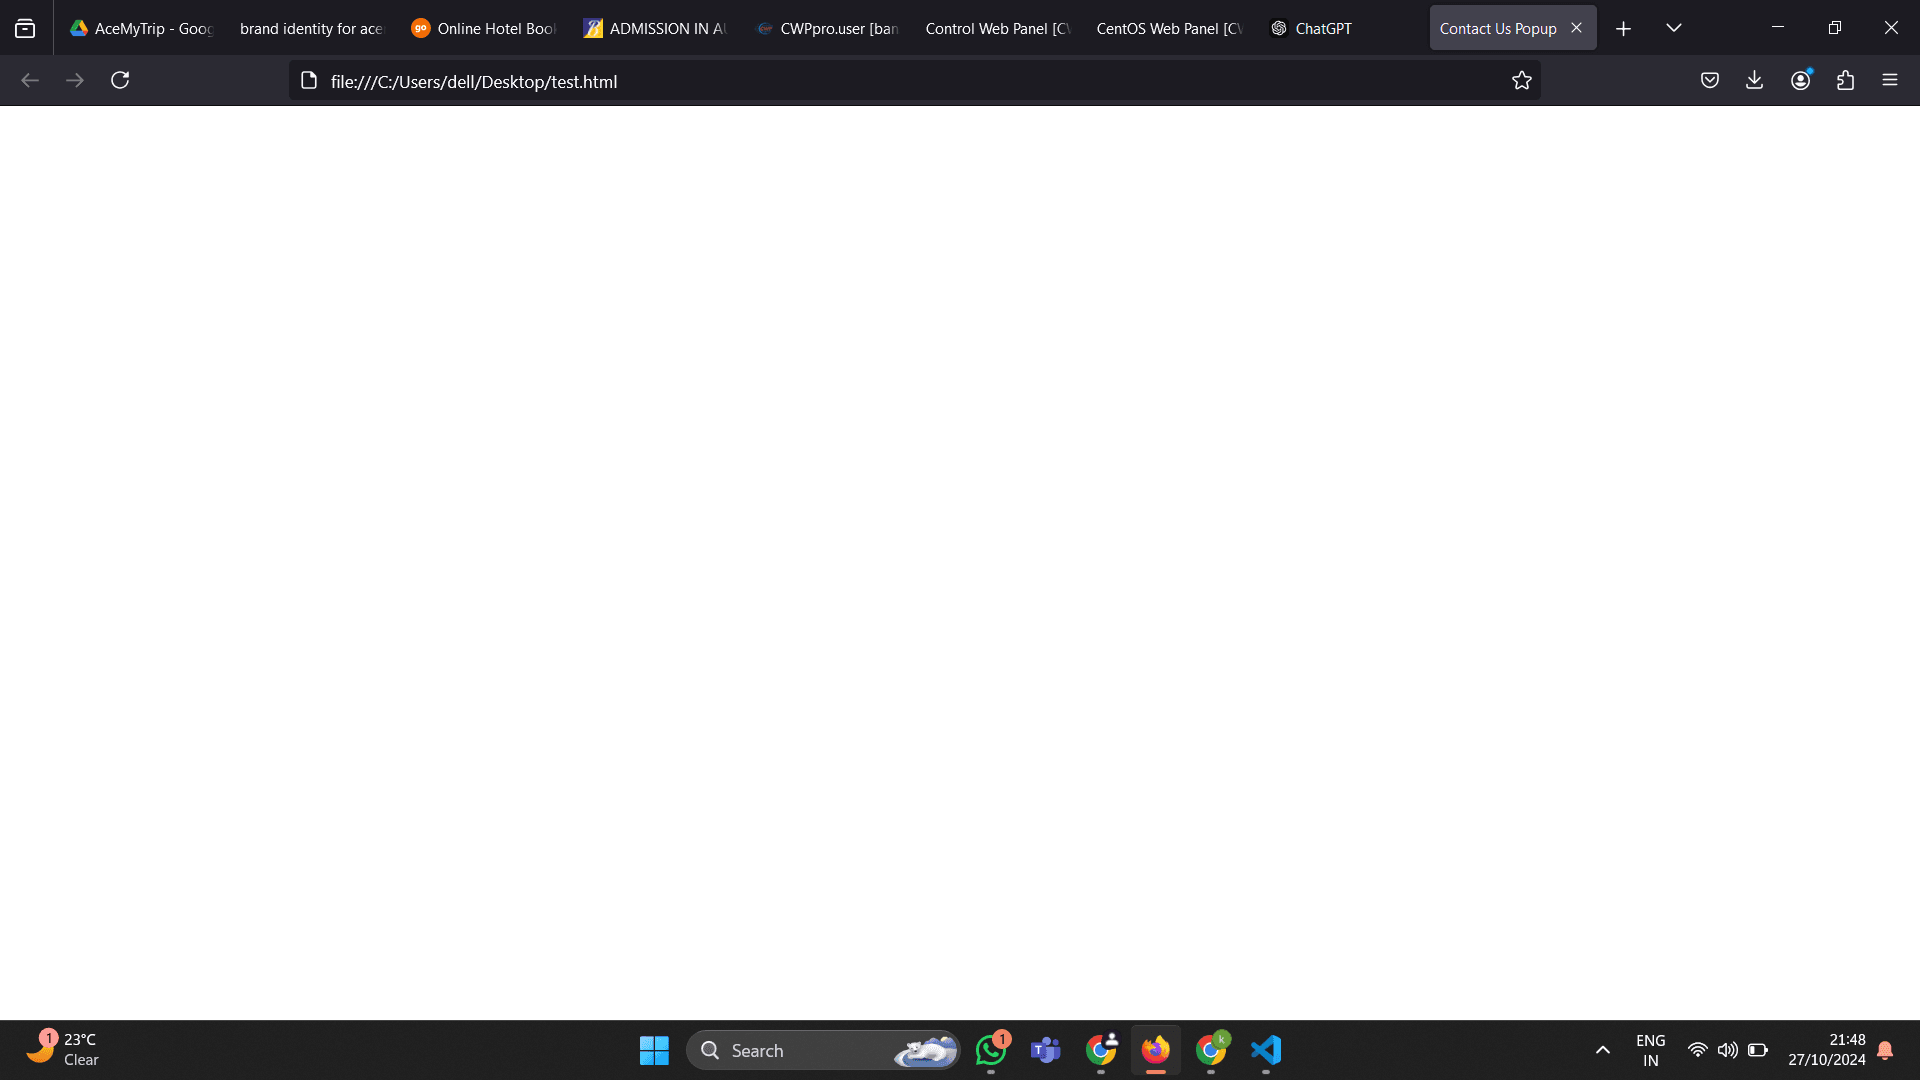 AceMyTrip - Goog
brand identity for ace
go
Online Hotel Boo
B
ADMISSION IN A
CWPpro.user [ban
Control Web Panel [C
CentOS Web Panel [C
ChatGPT
Contact Us Popup
file:///C:/Users/dell/Desktop/test.html
1
23°C
Clear
Search
1
T
k
ENG
IN
21:48
27/10/2024